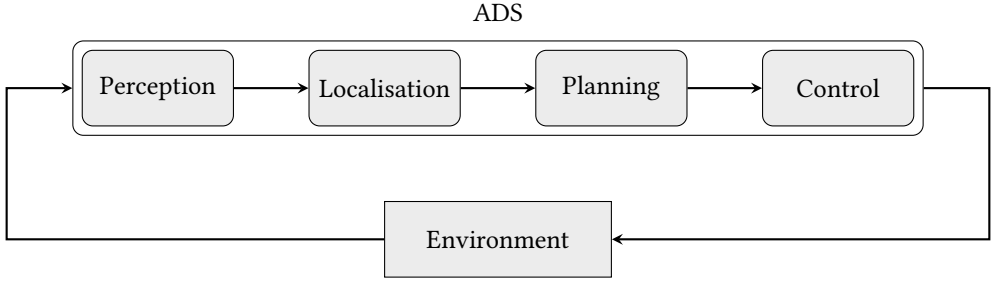 ADS
Perception
Localisation
Planning
Control
Environment